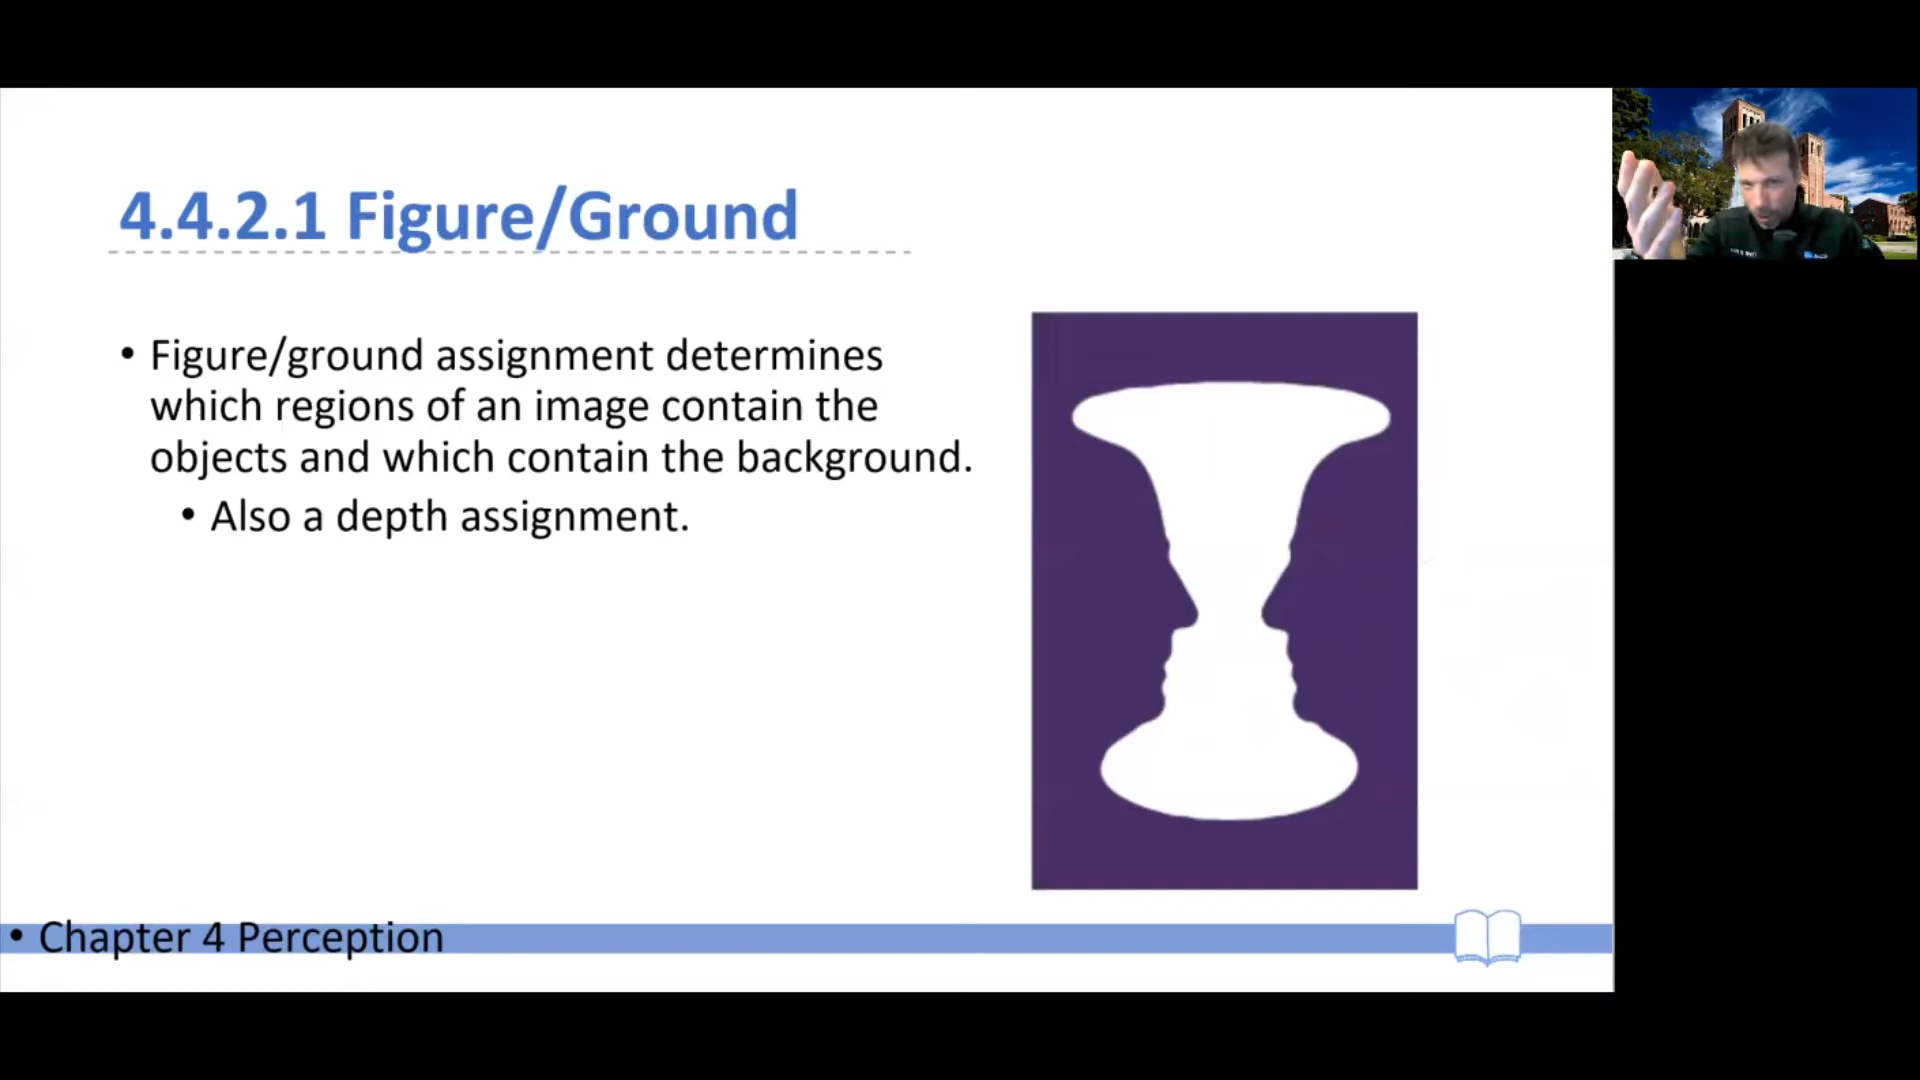 4.4.2.1 Figure/Ground
• Figure/ground assignment determines
which regions of an image contain the
objects and which contain the background.
• Also a depth assignment.
• Chapter 4 Perception